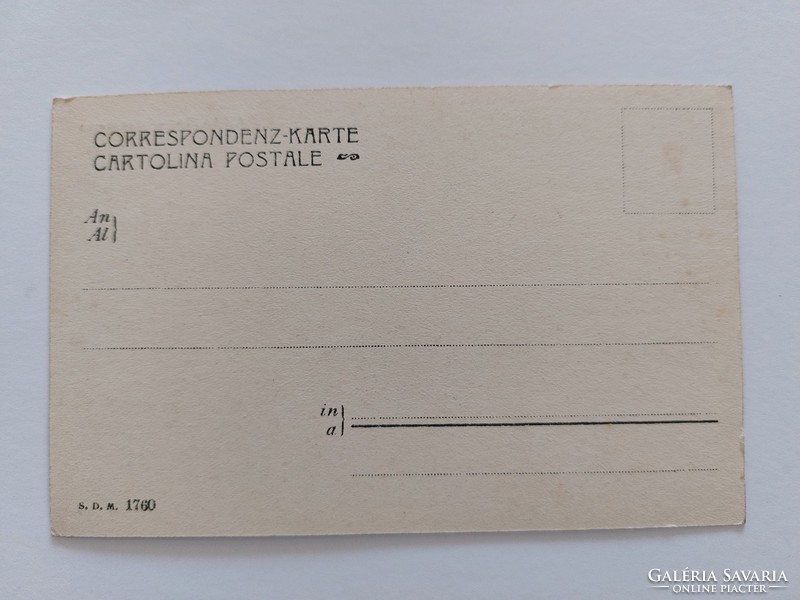 CORRESPONDENZ-KARTE
CARTOLINA POSTALE
An
Al
in
a
S. D. M. 1760
GALÉRIA SAVARIA
ONLINE PIACTÉR